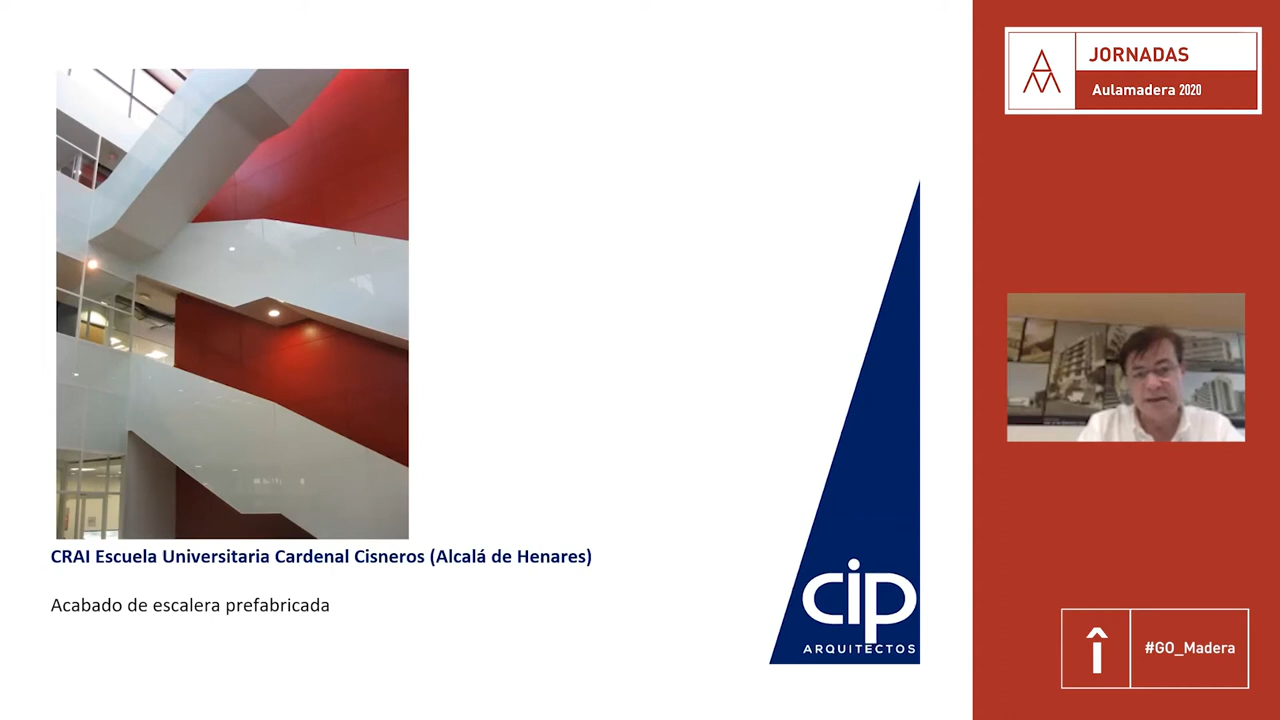 CRAI Escuela Universitaria Cardenal Cisneros (Alcalá de Henares)
Acabado de escalera prefabricada
cip
ARQUITECTOS
JORNADAS
Aulamadera 2020
#GO_Madera